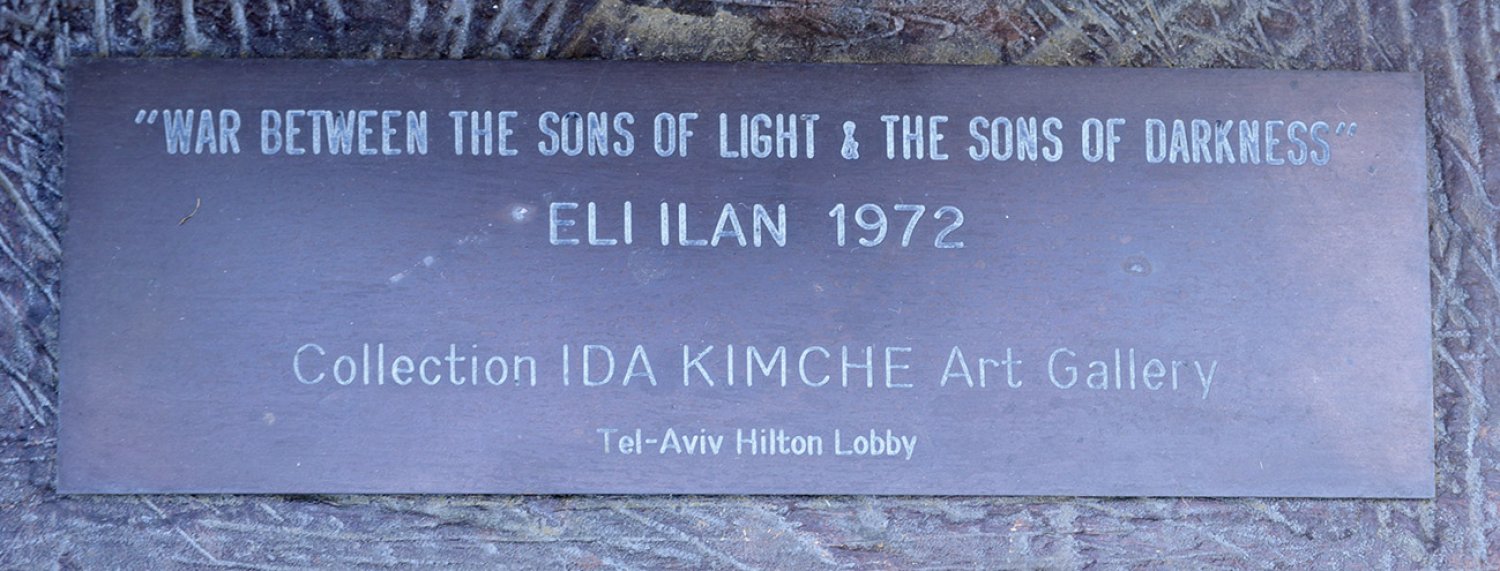 "WAR BETWEEN THE SONS OF LIGHT & THE SONS OF DARKNESS"
ELI ILAN 1972
Collection IDA KIMCHE Art Gallery
Tel-Aviv Hilton Lobby